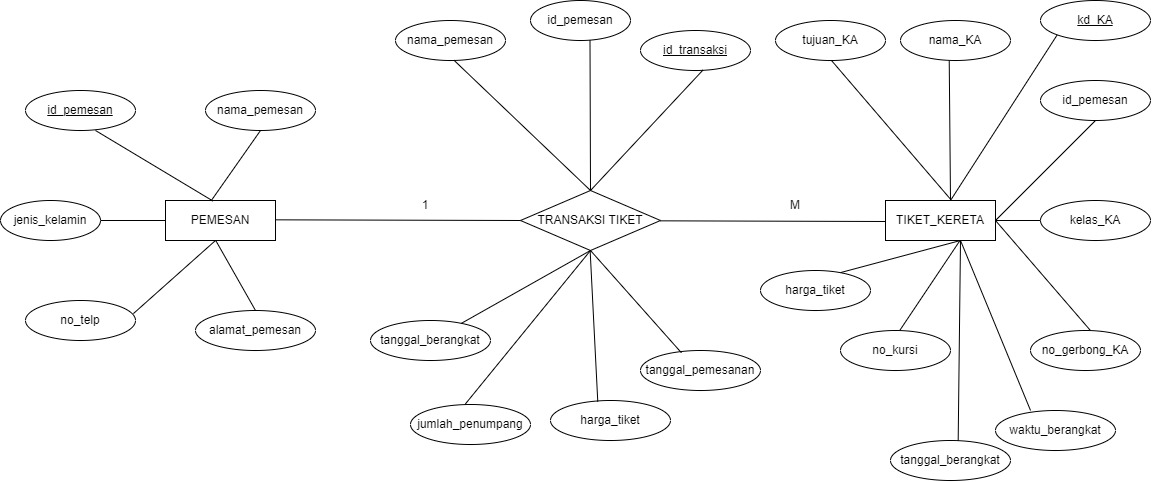 id_pemesan
kd_KA
nama_pemesan
tujuan_KA
nama_KA
id_transaksi
id_pemesan
id_pemesan
nama_pemesan
1
M
jenis_kelamin
PEMESAN
TRANSAKSI TIKET
TIKET_KERETA
kelas_KA
harga_tiket
no_telp
alamat_pemesan
tanggal_berangkat
no_kursi
no_gerbong_KA
tanggal_pemesanan
jumlah_penumpang
harga_tiket
waktu_berangkat
tanggal_berangkat